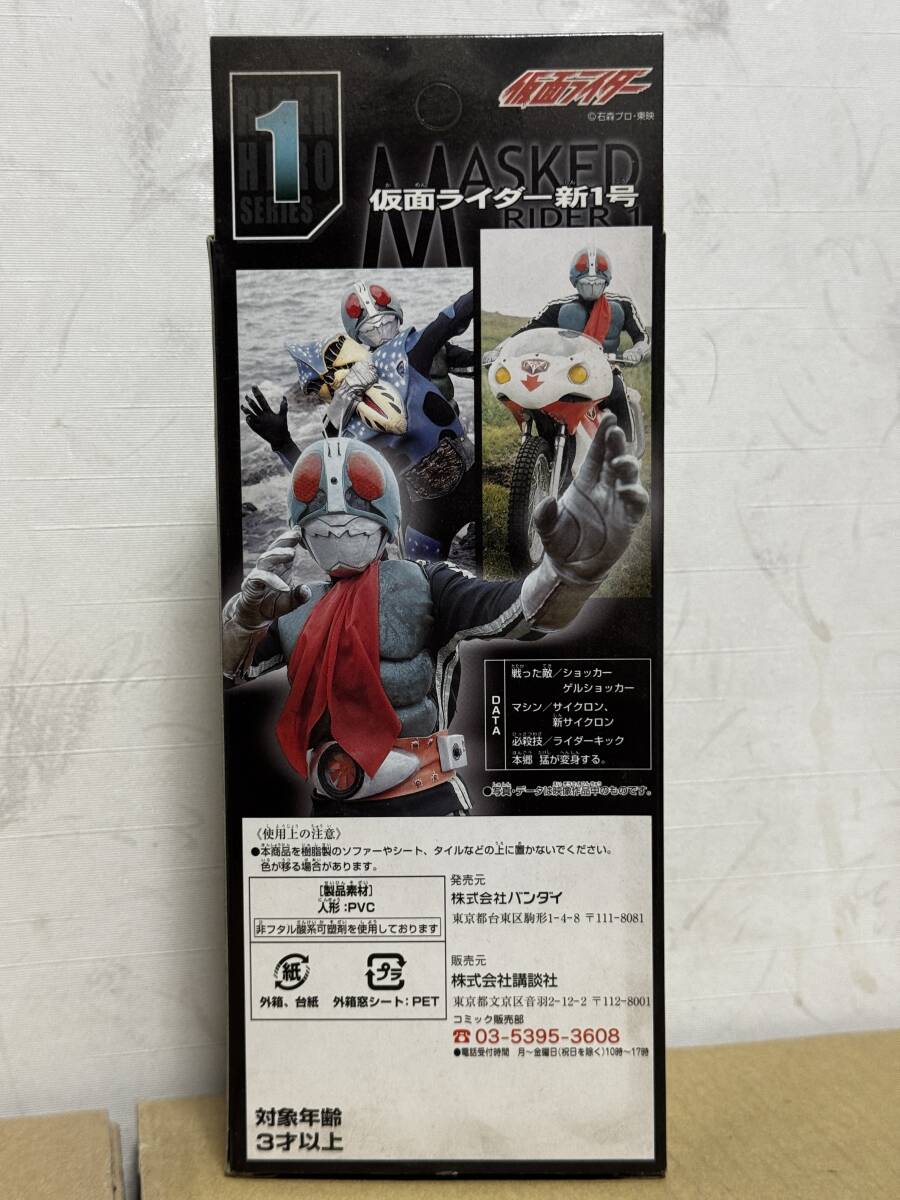 RIDER
HERO
SERIES
1
仮面ライダー
©石森プロ・東映
MASKED
RIDER 1
仮面ライダー新1号
DATA
戦った敵/ショッカー
ゲルショッカー
マシン/サイクロン、
新サイクロン
必殺技/ライダーキック
本郷 猛が変身する。
●写真・データは映像作品中のものです。
《使用上の注意》
●本商品を樹脂製のソファーやシート、タイルなどの上に置かないでください。
色が移る場合があります。
[製品素材]
人形:PVC
非フタル酸系可塑剤を使用しております
紙
外箱、台紙
プラ
外箱窓シート:PET
発売元
株式会社バンダイ
東京都台東区駒形1-4-8 〒111-8081
販売元
株式会社講談社
東京都文京区音羽2-12-2 〒112-8001
コミック販売部
☎03-5395-3608
●電話受付時間 月~金曜日(祝日を除く)10時~17時
対象年齢
3才以上